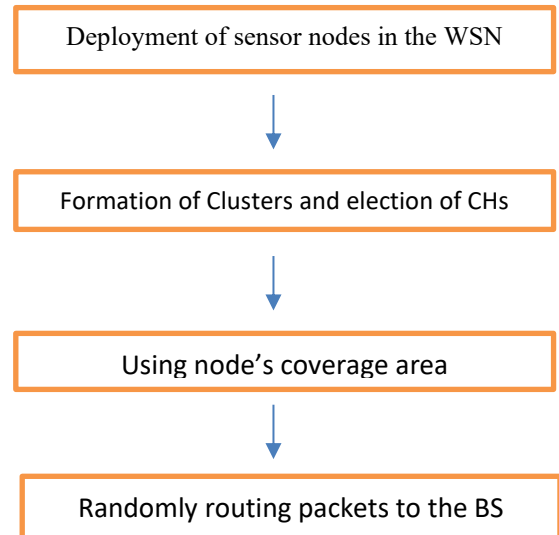 Deployment of sensor nodes in the WSN
Formation of Clusters and election of CHs
Using node’s coverage area
Randomly routing packets to the BS